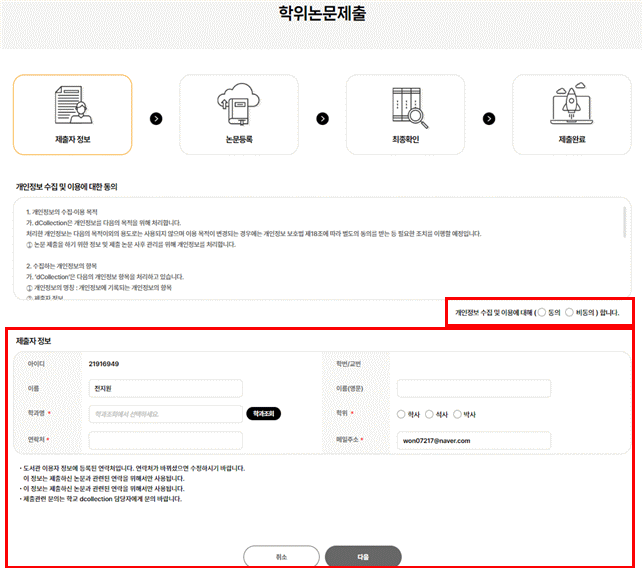 학위논문제출
제출자 정보
논문등록
최종확인
제출완료
개인정보 수집 및 이용에 대한 동의
1. 개인정보의 수집·이용 목적
가. dCollection은 개인정보를 다음의 목적을 위해 처리합니다.
처리한 개인정보는 다음의 목적이외의 용도로는 사용되지 않으며 이용 목적이 변경되는 경우에는 개인정보 보호법 제18조에 따라 별도의 동의를 받는 등 필요한 조치를 이행할 예정입니다.
① 논문 제출을 하기 위한 정보 및 제출 논문 사후 관리를 위해 개인정보를 처리합니다.
2. 수집하는 개인정보의 항목
가. 'dCollection'은 다음의 개인정보 항목을 처리하고 있습니다.
① 개인정보의 명칭 : 개인정보에 기록되는 개인정보의 항목
② 제출자 정보
개인정보 수집 및 이용에 대해 ( 동의 비동의 ) 합니다.
제출자 정보
아이디 21916949 학번/교번
이름 전지원 이름(영문)
학과명 * 학과조회에서 선택하세요. 학과조회 학위 * 학사 석사 박사
연락처 * 메일주소 * won07217@naver.com
• 도서관 이용자 정보에 등록된 연락처입니다. 연락처가 바뀌셨으면 수정하시기 바랍니다.
이 정보는 제출하신 논문과 관련된 연락을 위해서만 사용됩니다.
• 이 정보는 제출하신 논문과 관련된 연락을 위해서만 사용됩니다.
• 제출관련 문의는 학교 dcollection 담당자에게 문의 바랍니다.
취소 다음